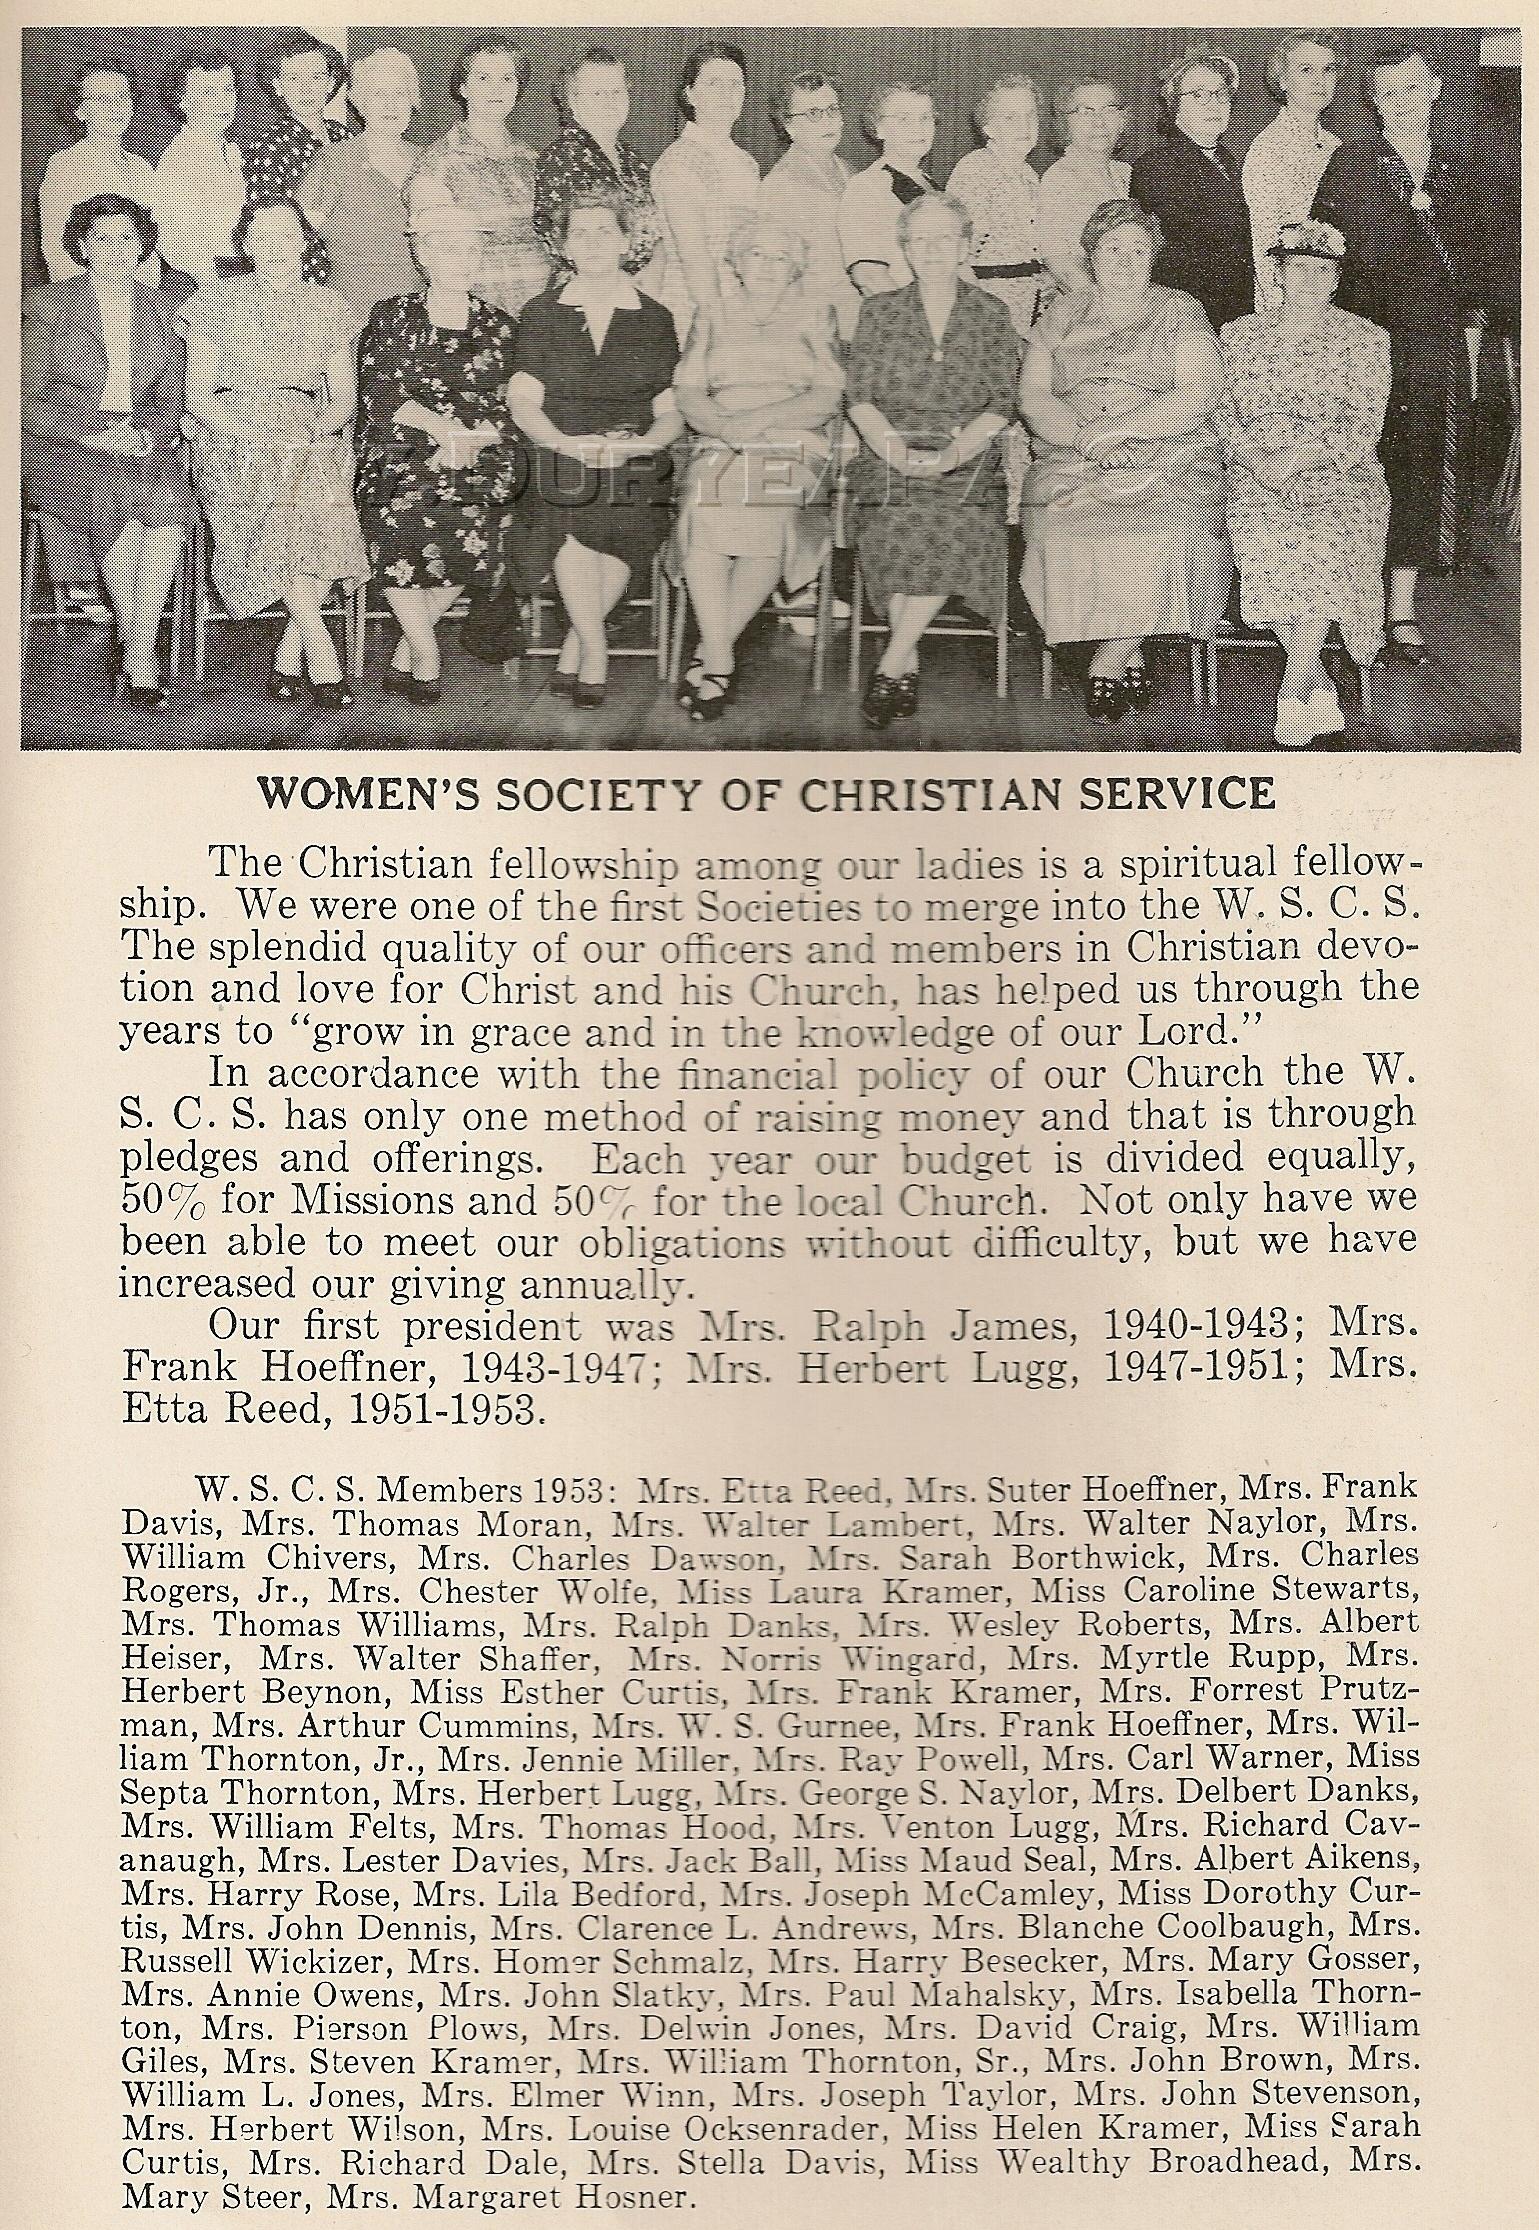 WWW.DURYEAPA.C
WOMEN'S SOCIETY OF CHRISTIAN SERVICE
The Christian fellowship among our ladies is a spiritual fellow-
ship. We were one of the first Societies to merge into the W. S. C. S.
The splendid quality of our officers and members in Christian devo-
tion and love for Christ and his Church, has helped us through the
years to “grow in grace and in the knowledge of our Lord.”
In accordance with the financial policy of our Church the W.
S. C. S. has only one method of raising money and that is through
pledges and offerings. Each year our budget is divided equally,
50% for Missions and 50% for the local Church. Not only have we
been able to meet our obligations without difficulty, but we have
increased our giving annually.
Our first president was Mrs. Ralph James, 1940-1943; Mrs.
Frank Hoeffner, 1943-1947; Mrs. Herbert Lugg, 1947-1951; Mrs.
Etta Reed, 1951-1953.
W. S. C. S. Members 1953: Mrs. Etta Reed, Mrs. Suter Hoeffner, Mrs. Frank
Davis, Mrs. Thomas Moran, Mrs. Walter Lambert, Mrs. Walter Naylor, Mrs.
William Chivers, Mrs. Charles Dawson, Mrs. Sarah Borthwick, Mrs. Charles
Rogers, Jr., Mrs. Chester Wolfe, Miss Laura Kramer, Miss Caroline Stewarts,
Mrs. Thomas Williams, Mrs. Ralph Danks, Mrs. Wesley Roberts, Mrs. Albert
Heiser, Mrs. Walter Shaffer, Mrs. Norris Wingard, Mrs. Myrtle Rupp, Mrs.
Herbert Beynon, Miss Esther Curtis, Mrs. Frank Kramer, Mrs. Forrest Prutz-
man, Mrs. Arthur Cummins, Mrs. W. S. Gurnee, Mrs. Frank Hoeffner, Mrs. Wil-
liam Thornton, Jr., Mrs. Jennie Miller, Mrs. Ray Powell, Mrs. Carl Warner, Miss
Septa Thornton, Mrs. Herbert Lugg, Mrs. George S. Naylor, Mrs. Delbert Danks,
Mrs. William Felts, Mrs. Thomas Hood, Mrs. Venton Lugg, Mrs. Richard Cav-
anaugh, Mrs. Lester Davies, Mrs. Jack Ball, Miss Maud Seal, Mrs. Albert Aikens,
Mrs. Harry Rose, Mrs. Lila Bedford, Mrs. Joseph McCamley, Miss Dorothy Cur-
tis, Mrs. John Dennis, Mrs. Clarence L. Andrews, Mrs. Blanche Coolbaugh, Mrs.
Russell Wickizer, Mrs. Homer Schmalz, Mrs. Harry Besecker, Mrs. Mary Gosser,
Mrs. Annie Owens, Mrs. John Slatky, Mrs. Paul Mahalsky, Mrs. Isabella Thorn-
ton, Mrs. Pierson Plows, Mrs. Delwin Jones, Mrs. David Craig, Mrs. William
Giles, Mrs. Steven Kramer, Mrs. William Thornton, Sr., Mrs. John Brown, Mrs.
William L. Jones, Mrs. Elmer Winn, Mrs. Joseph Taylor, Mrs. John Stevenson,
Mrs. Herbert Wilson, Mrs. Louise Ocksenrader, Miss Helen Kramer, Miss Sarah
Curtis, Mrs. Richard Dale, Mrs. Stella Davis, Miss Wealthy Broadhead, Mrs.
Mary Steer, Mrs. Margaret Hosner.